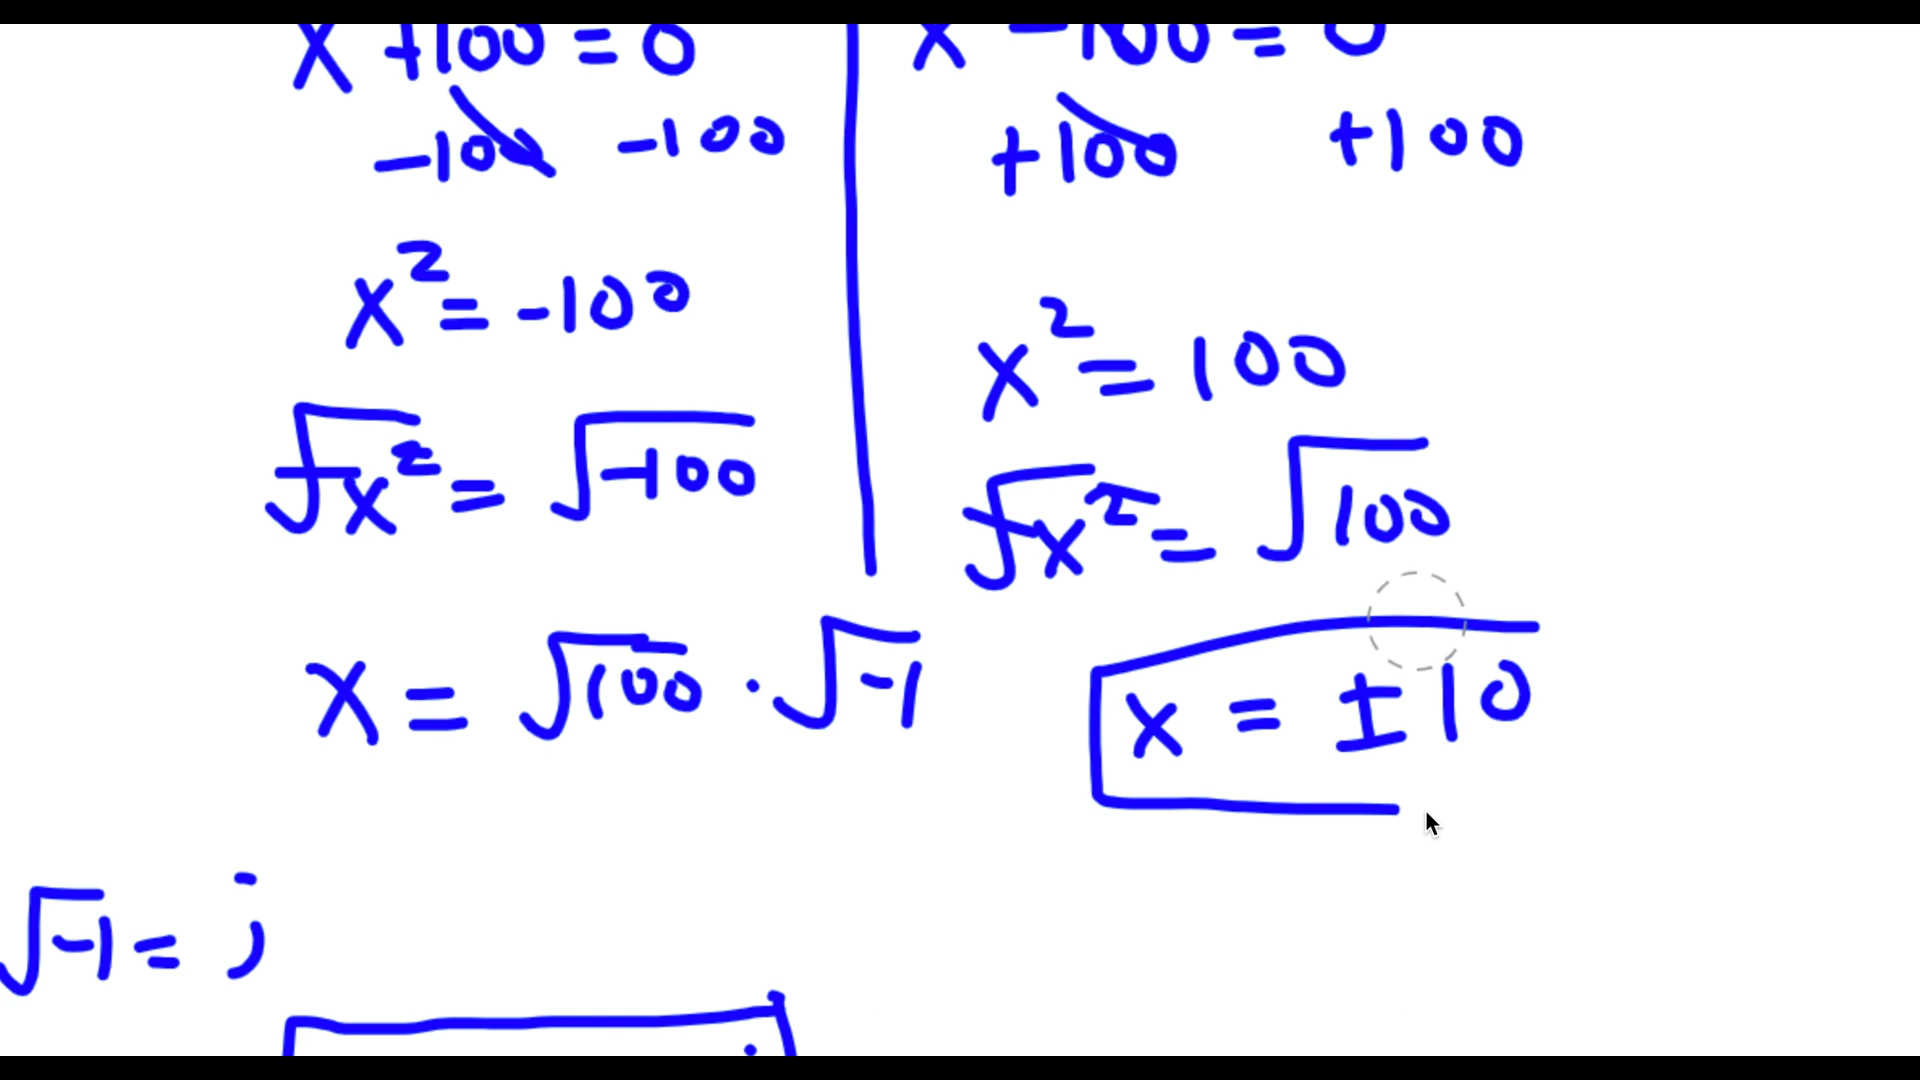 x +100 = 0
-100 -100
x² = -100
√x² = √-100
x = √100 · √-1
√-1 = i
x - 100 = 0
+100 +100
x² = 100
√x² = √100
x = ±10